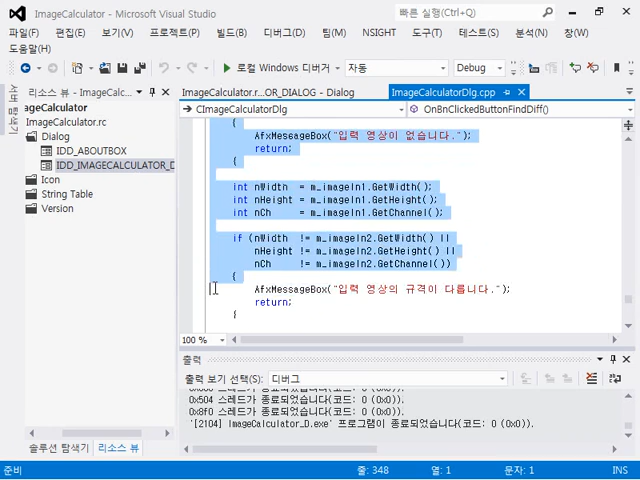 ImageCalculator - Microsoft Visual Studio
빠른 실행(Ctrl+Q)
파일(F) 편집(E) 보기(V) 프로젝트(P) 빌드(B) 디버그(D) 팀(M) NSIGHT 도구(T) 테스트(S) 분석(N) 창(W)
도움말(H)
로컬 Windows 디버거 자동 Debug
서버 탐색기
리소스 뷰 - ImageCalc...
ageCalculator
ImageCalculator.rc
Dialog
IDD_ABOUTBOX
IDD_IMAGECALCULATOR_D
Icon
String Table
Version
솔루션 탐색기 리소스 뷰
ImageCalculator.r...OR_DIALOG - Dialog ImageCalculatorDlg.cpp
CImageCalculatorDlg OnBnClickedButtonFindDiff()
{
AfxMessageBox("입력 영상이 없습니다.");
return;
{
int nWidth = m_imageIn1.GetWidth();
int nHeight = m_imageIn1.GetHeight();
int nCh = m_imageIn1.GetChannel();
if (nWidth != m_imageIn2.GetWidth() ||
nHeight != m_imageIn2.GetHeight() ||
nCh != m_imageIn2.GetChannel())
{
AfxMessageBox("입력 영상의 규격이 다릅니다.");
return;
}
100 %
출력
출력 보기 선택(S): 디버그
0x504 스레드가 종료되었습니다(코드: 0 (0x0)).
0x8f0 스레드가 종료되었습니다(코드: 0 (0x0)).
'[2104] ImageCalculator_D.exe' 프로그램이 종료되었습니다(코드: 0 (0x0)).
준비 줄: 348 열: 1 문자: 1 INS